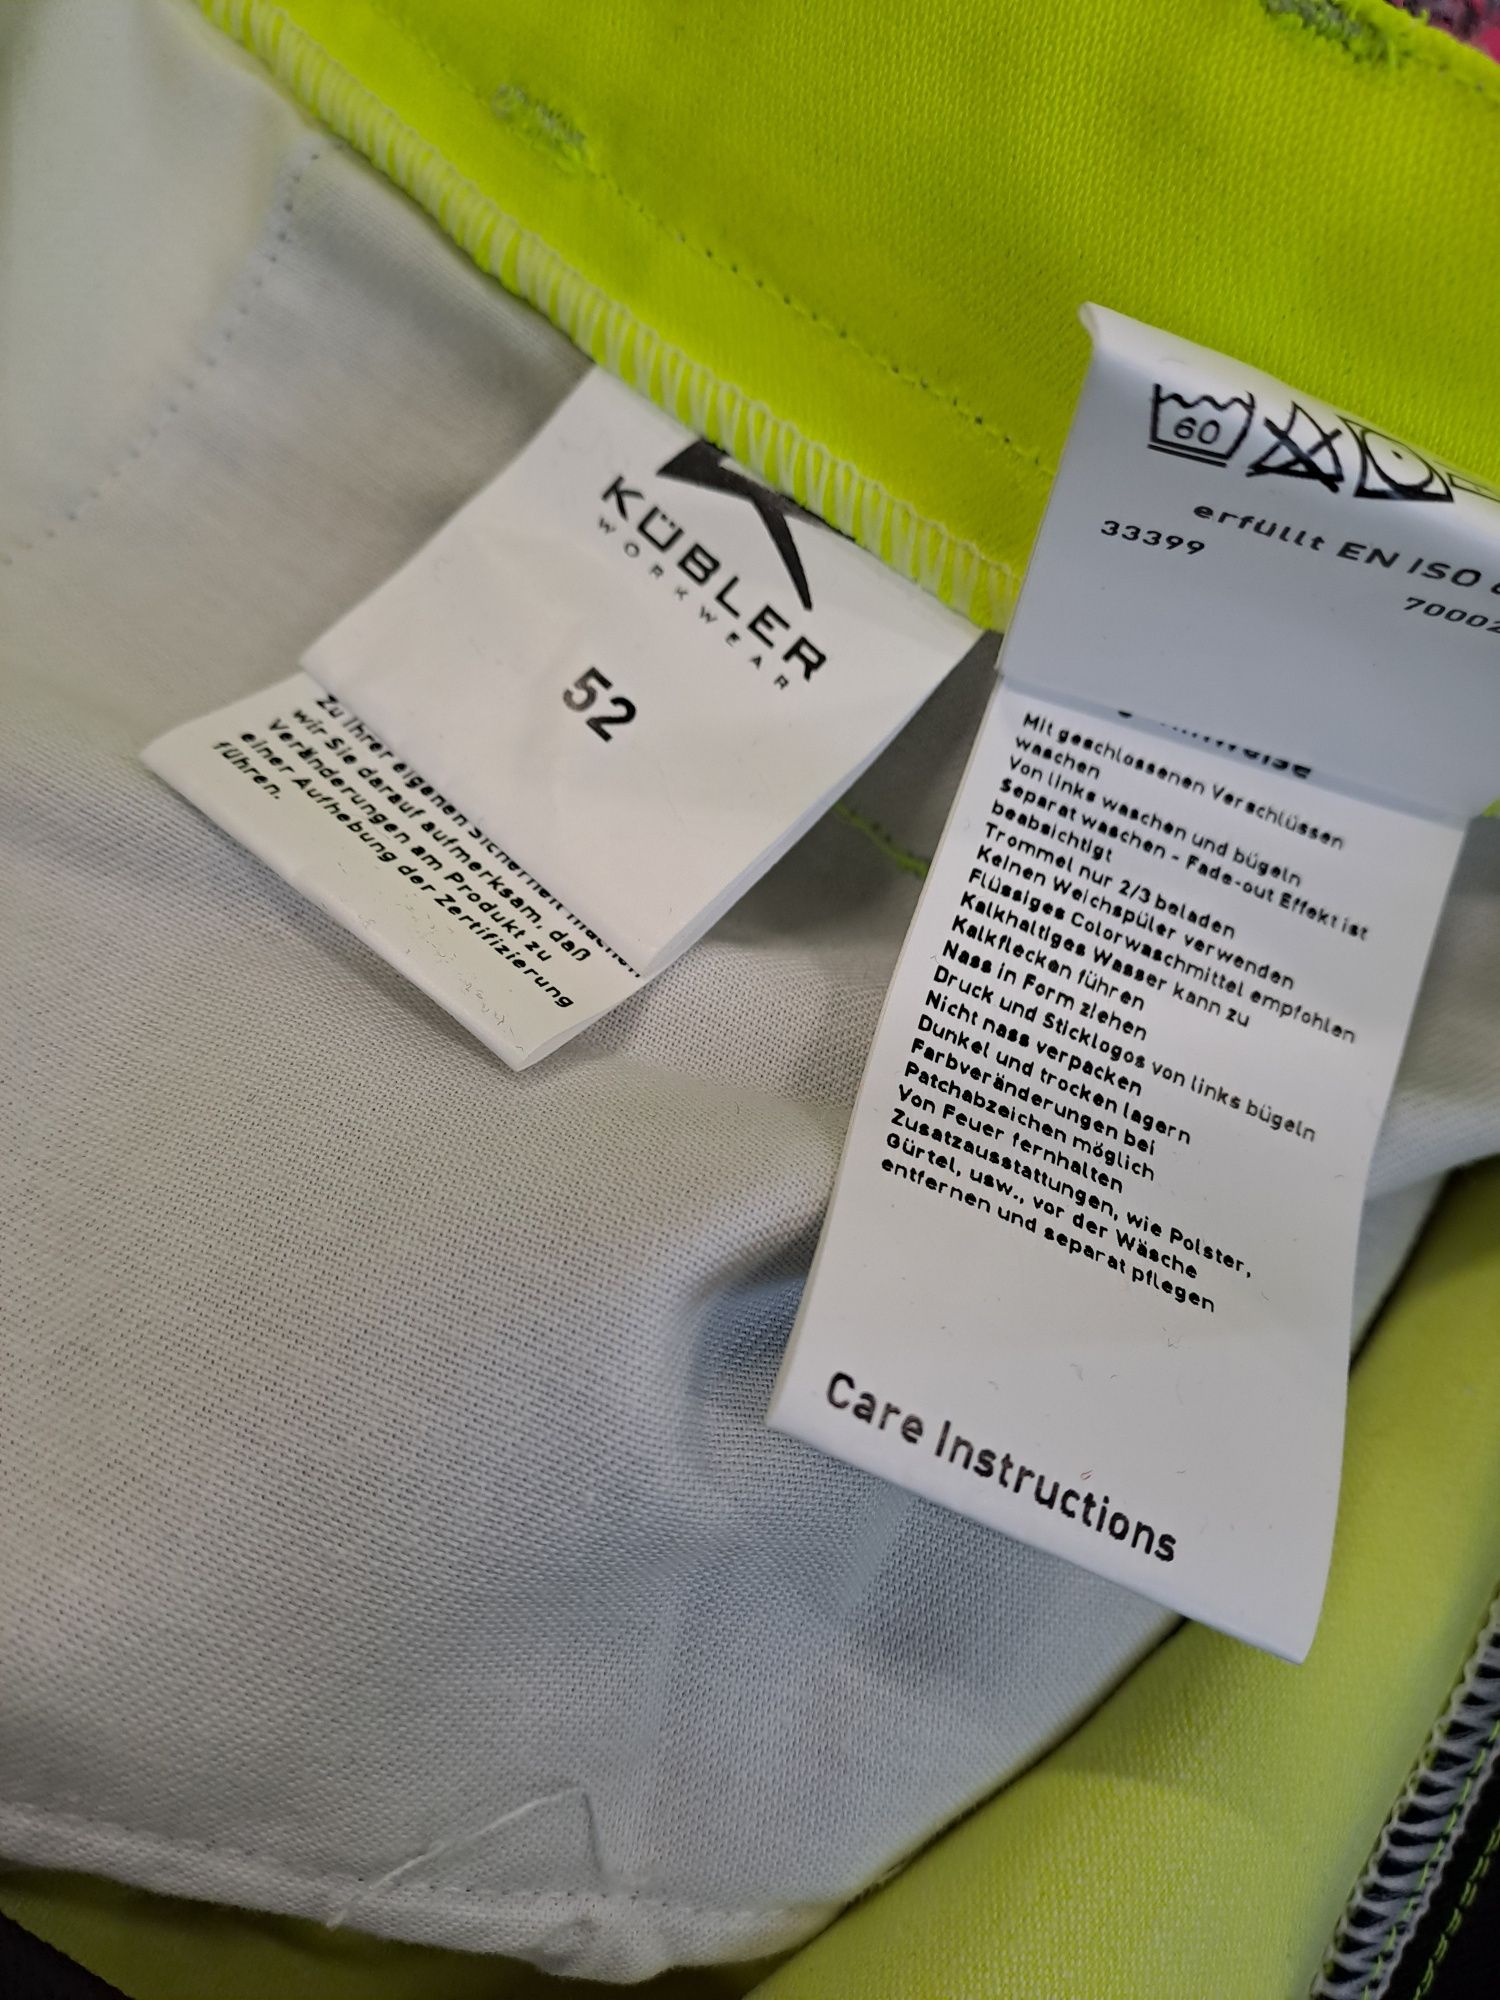 KÜBLER
WORKWEAR
52
Zu Ihrer eigenen Sicherheit machen
wir Sie darauf aufmerksam, daß
Veränderungen am Produkt zu
einer Aufhebung der Zertifizierung
führen.
60
erfüllt EN ISO
33399
Mit geschlossenen Verschlüssen
waschen
Von links waschen und bügeln
Separat waschen - Fade-out Effekt ist
beabsichtigt
Trommel nur 2/3 beladen
Keinen Weichspüler verwenden
Flüssiges Colorwaschmittel empfohlen
Kalkhaltiges Wasser kann zu
Kalkflecken führen
Nass in Form ziehen
Druck und Sticklogos von links bügeln
Nicht nass verpacken
Dunkel und trocken lagern
Farbveränderungen bei
Patchabzeichen möglich
Von Feuer fernhalten
Zusatzausstattungen, wie Polster,
Gürtel, usw., vor der Wäsche
entfernen und separat pflegen
Care Instructions